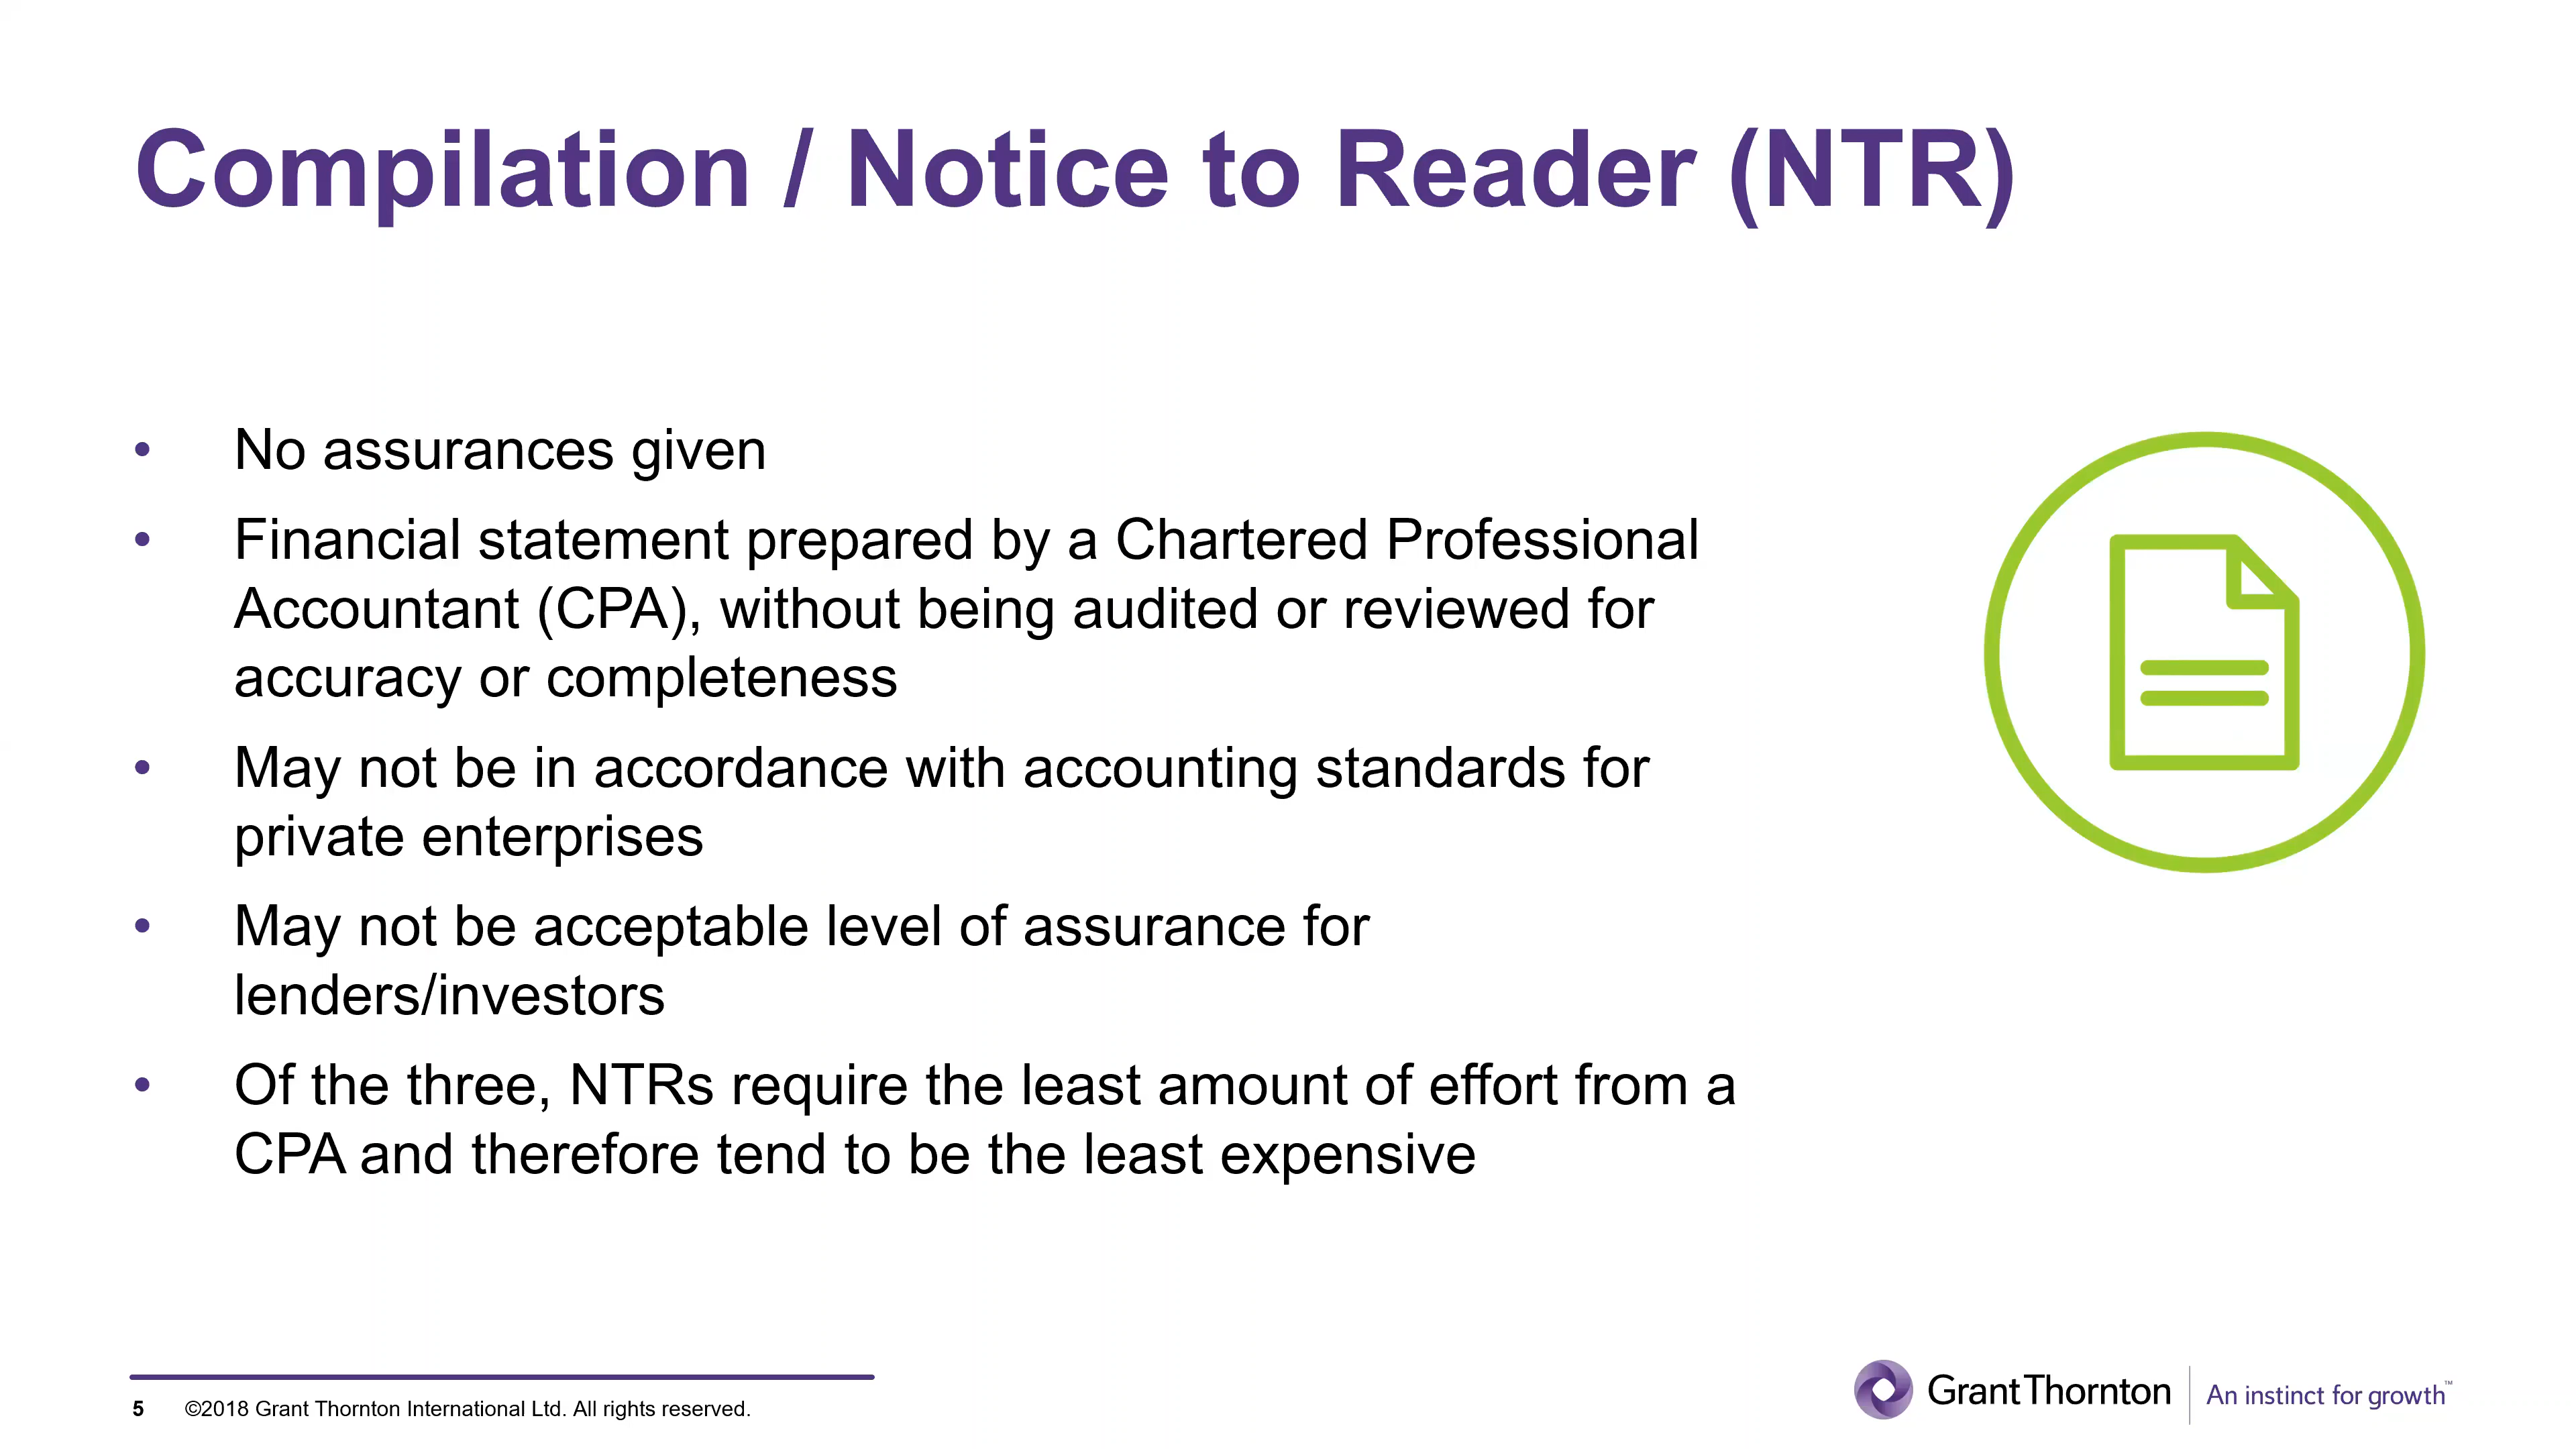 Compilation / Notice to Reader (NTR)
• No assurances given
• Financial statement prepared by a Chartered Professional
Accountant (CPA), without being audited or reviewed for
accuracy or completeness
• May not be in accordance with accounting standards for
private enterprises
• May not be acceptable level of assurance for
lenders/investors
• Of the three, NTRs require the least amount of effort from a
CPA and therefore tend to be the least expensive
5 ©2018 Grant Thornton International Ltd. All rights reserved.
Grant Thornton An instinct for growth™